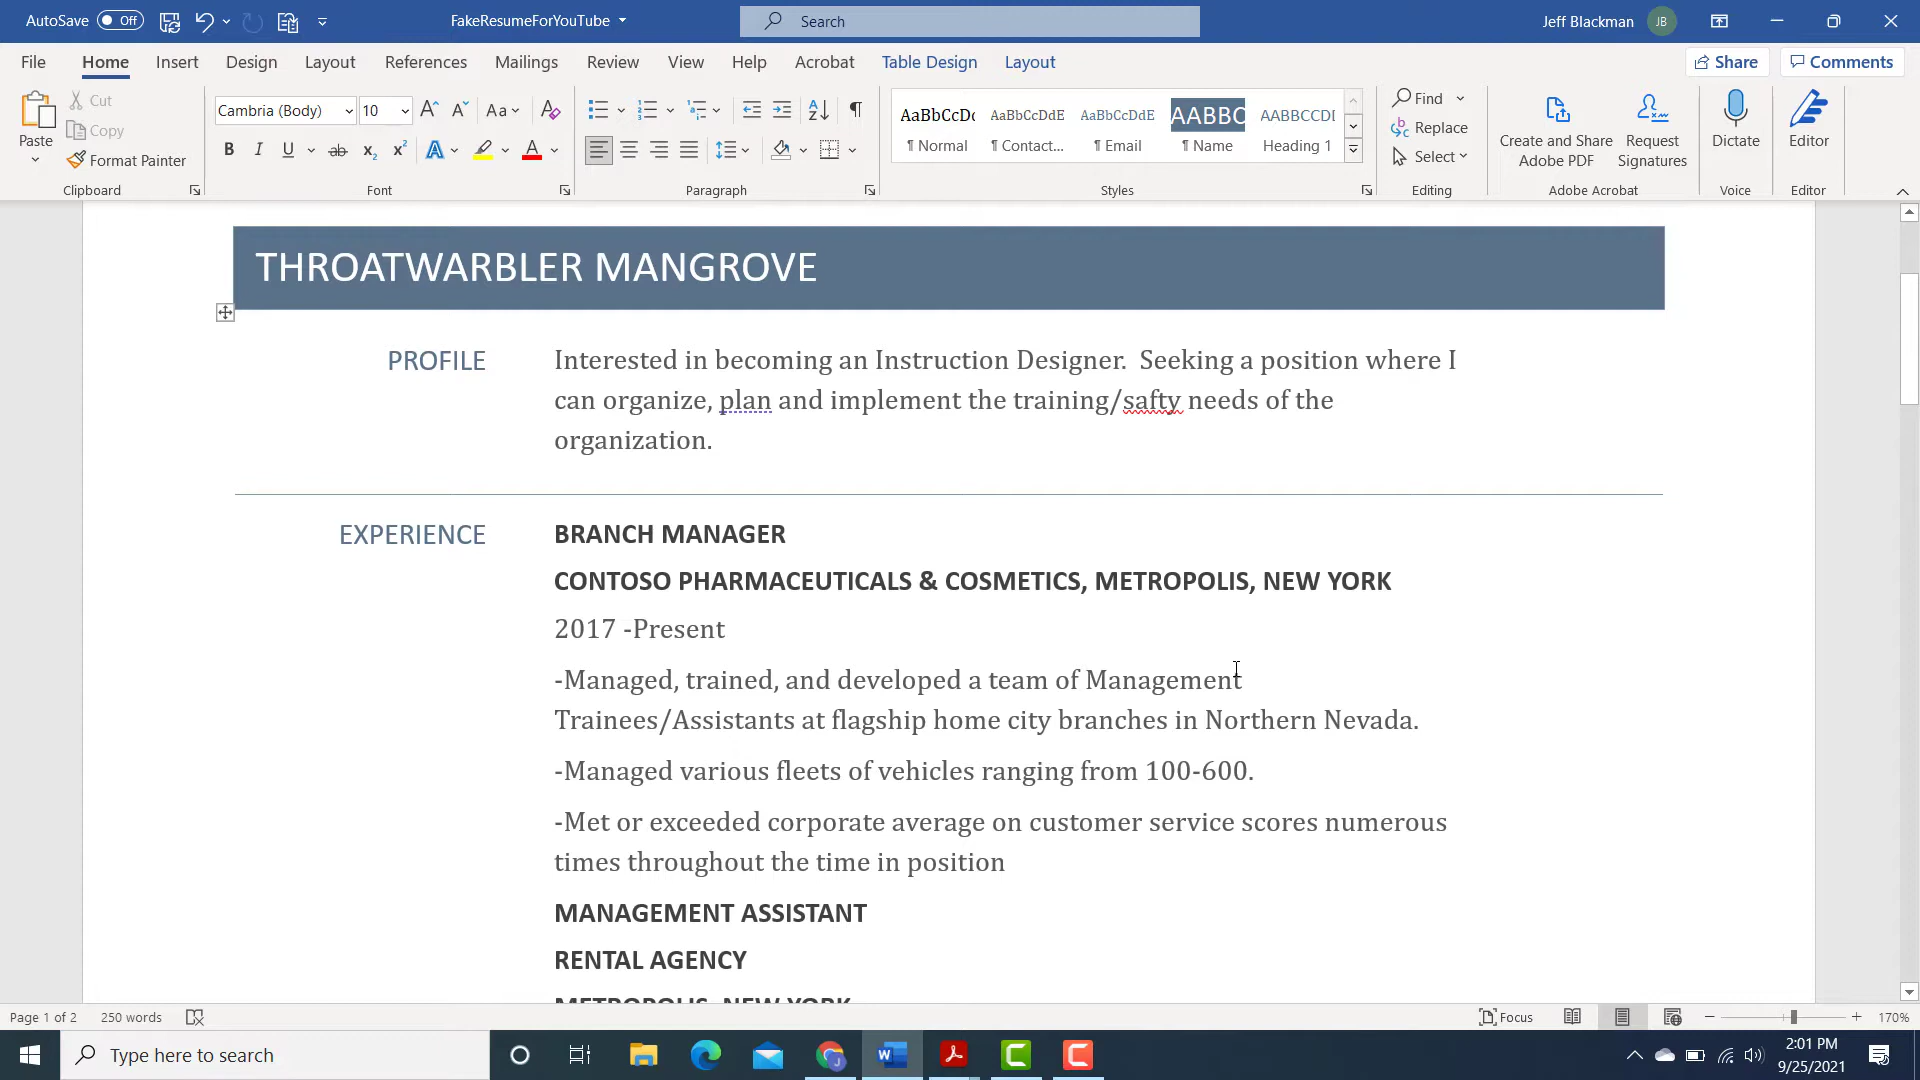 AutoSave Off FakeResumeForYouTube Search Jeff Blackman JB
File Home Insert Design Layout References Mailings Review View Help Acrobat Table Design Layout Share Comments
Paste Cut Copy Format Painter
Cambria (Body) 10
AaBbCcDc AaBbCcDdE AaBbCcDdE AABBC AABBCCDI
¶ Normal ¶ Contact... ¶ Email ¶ Name Heading 1
Find Replace Select
Create and Share Adobe PDF Request Signatures Dictate Editor
Clipboard Font Paragraph Styles Editing Adobe Acrobat Voice Editor
THROATWARBLER MANGROVE
PROFILE Interested in becoming an Instruction Designer.  Seeking a position where I
can organize, plan and implement the training/safty needs of the
organization.
EXPERIENCE BRANCH MANAGER
CONTOSO PHARMACEUTICALS & COSMETICS, METROPOLIS, NEW YORK
2017 -Present
-Managed, trained, and developed a team of Management
Trainees/Assistants at flagship home city branches in Northern Nevada.
-Managed various fleets of vehicles ranging from 100-600.
-Met or exceeded corporate average on customer service scores numerous
times throughout the time in position
MANAGEMENT ASSISTANT
RENTAL AGENCY
METROPOLIS, NEW YORK
Page 1 of 2 250 words Focus 170%
Type here to search 2:01 PM
9/25/2021